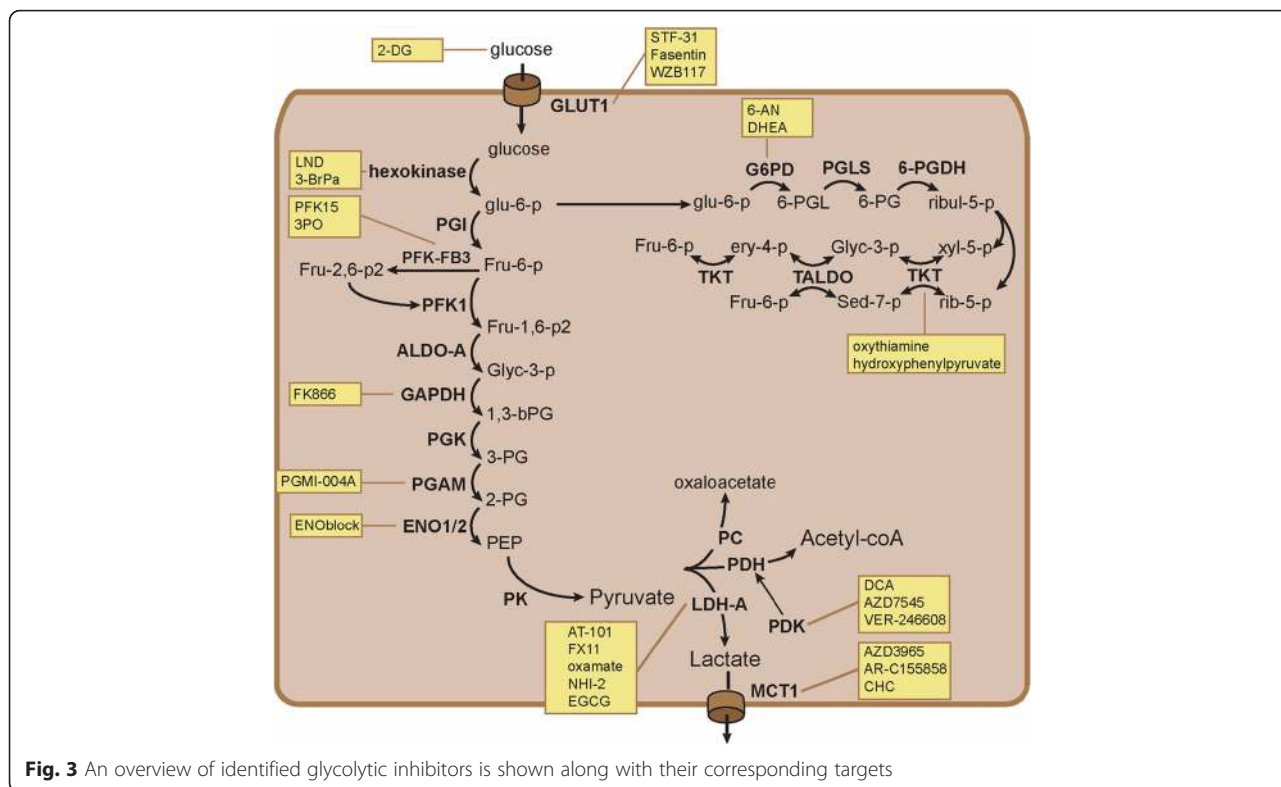 2-DG
glucose
STF-31
Fasentin
WZB117
GLUT1
glucose
LND
3-BrPa
hexokinase
glu-6-p
PFK15
3PO
PGI
PFK-FB3
Fru-2,6-p2
Fru-6-p
PFK1
Fru-1,6-p2
ALDO-A
Glyc-3-p
FK866
GAPDH
1,3-bPG
PGK
3-PG
PGMI-004A
PGAM
2-PG
ENOblock
ENO1/2
PEP
PK
Pyruvate
6-AN
DHEA
G6PD
PGLS
6-PGDH
glu-6-p
6-PGL
6-PG
ribul-5-p
Fru-6-p
ery-4-p
Glyc-3-p
xyl-5-p
TKT
TALDO
TKT
Fru-6-p
Sed-7-p
rib-5-p
oxythiamine
hydroxyphenylpyruvate
oxaloacetate
PC
Acetyl-coA
PDH
LDH-A
PDK
DCA
AZD7545
VER-246608
AT-101
FX11
oxamate
NHI-2
EGCG
Lactate
MCT1
AZD3965
AR-C155858
CHC
Fig. 3 An overview of identified glycolytic inhibitors is shown along with their corresponding targets